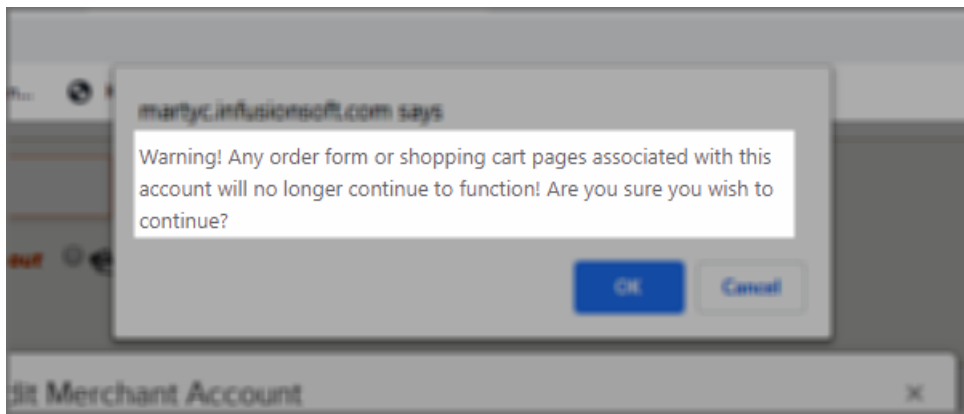 martyc.infusionsoft.com says
Warning! Any order form or shopping cart pages associated with this
account will no longer continue to function! Are you sure you wish to
continue?
OK
Cancel
dit Merchant Account